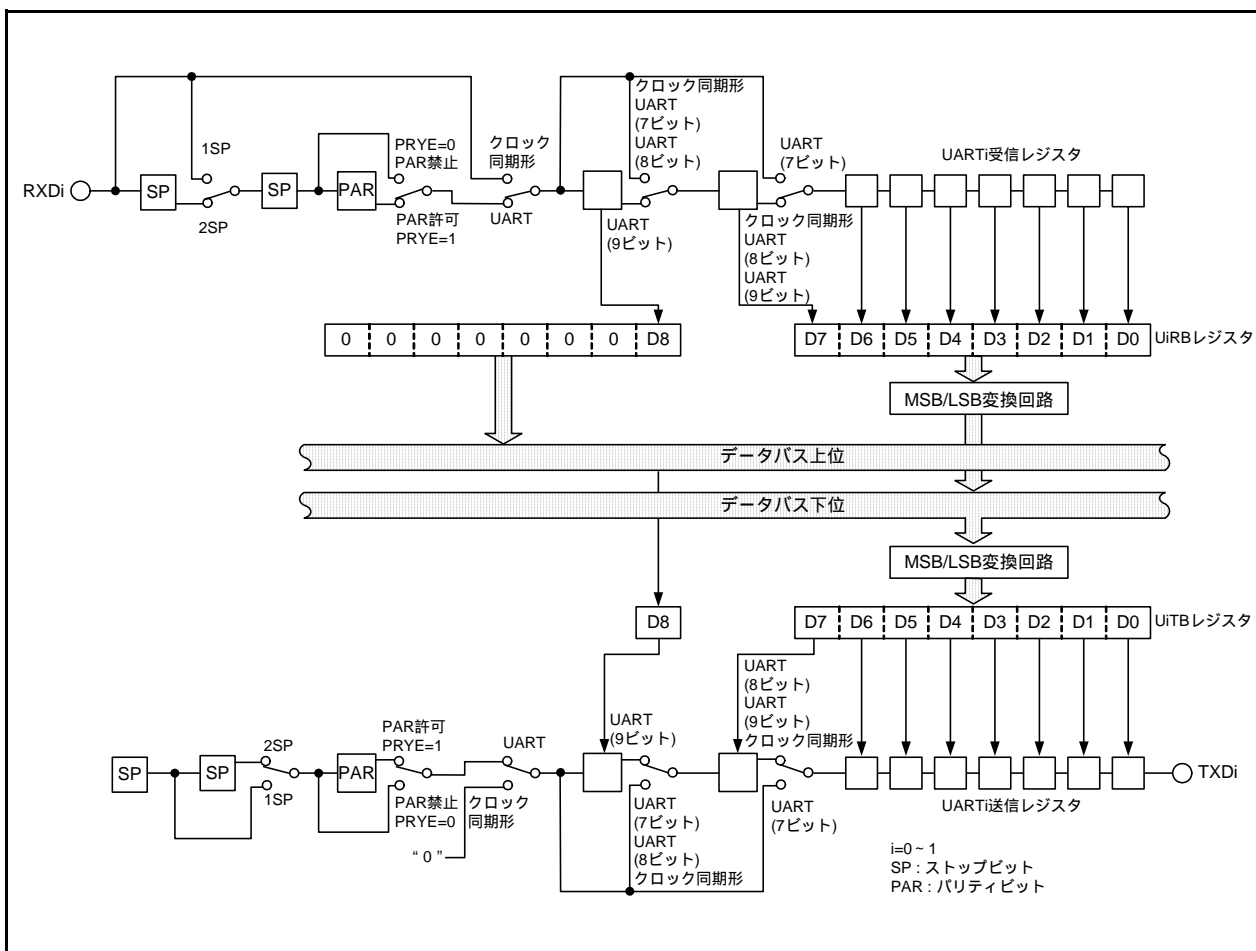 クロック同期形
UART
(7ビット)
UART
(8ビット)
PRYE=0
PAR禁止
クロック
同期形
UART
(7ビット)
UARTi受信レジスタ
1SP
RXDi
SP
SP
PAR
2SP
PAR許可
PRYE=1
UART
UART
(9ビット)
クロック同期形
UART
(8ビット)
UART
(9ビット)
0 0 0 0 0 0 0 D8
D7 D6 D5 D4 D3 D2 D1 D0
UiRBレジスタ
MSB/LSB変換回路
データバス上位
データバス下位
MSB/LSB変換回路
D8
D7 D6 D5 D4 D3 D2 D1 D0
UiTBレジスタ
UART
(8ビット)
UART
(9ビット)
クロック同期形
PAR許可
PRYE=1
2SP
UART
UART
(9ビット)
SP
SP
PAR
TXDi
1SP
PAR禁止
PRYE=0
クロック
同期形
“ 0 ”
UART
(7ビット)
UART
(8ビット)
クロック同期形
UART
(7ビット)
UARTi送信レジスタ
i=0~1
SP : ストップビット
PAR : パリティビット